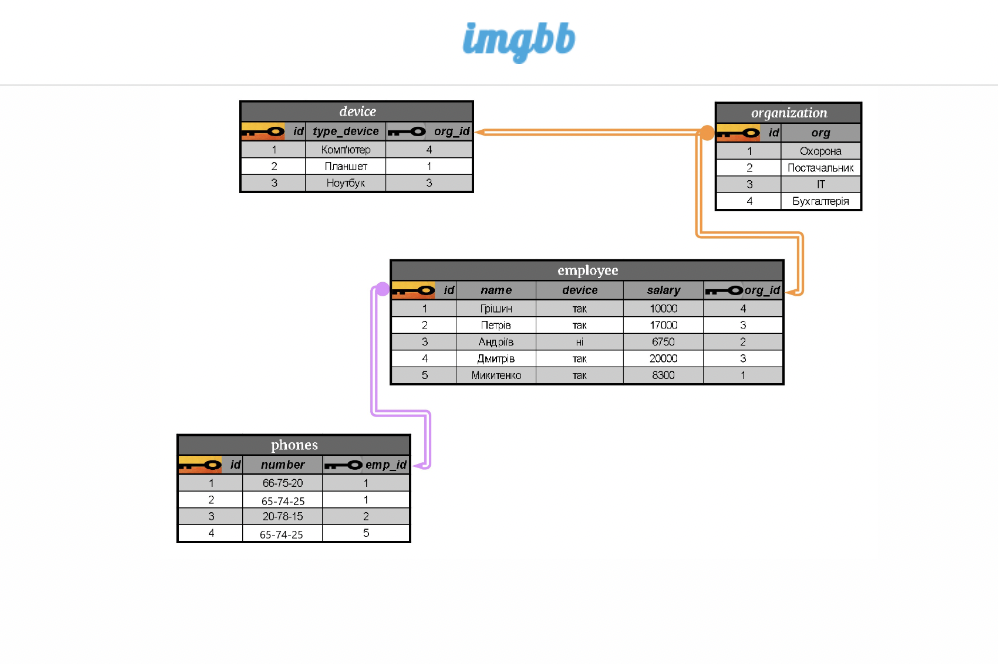 imgbb
device
id type_device org_id
1 Комп'ютер 4
2 Планшет 1
3 Ноутбук 3
organization
id org
1 Охорона
2 Постачальник
3 IT
4 Бухгалтерія
employee
id name device salary org_id
1 Грішин так 10000 4
2 Петрів так 17000 3
3 Андріїв ні 6750 2
4 Дмитрів так 20000 3
5 Микитенко так 8300 1
phones
id number emp_id
1 66-75-20 1
2 65-74-25 1
3 20-78-15 2
4 65-74-25 5